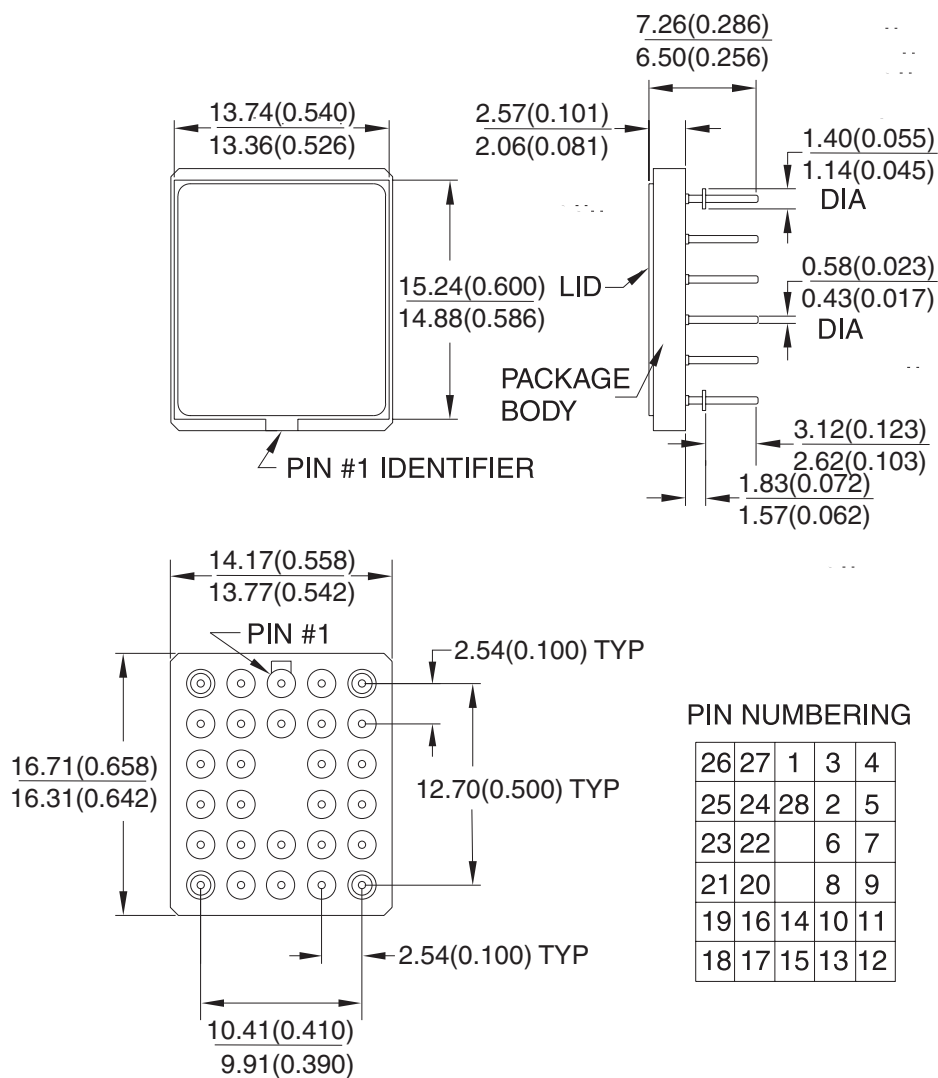 7.26(0.286)
6.50(0.256)
13.74(0.540)
13.36(0.526)
2.57(0.101)
2.06(0.081)
1.40(0.055)
1.14(0.045)
DIA
15.24(0.600)
14.88(0.586)
LID
0.58(0.023)
0.43(0.017)
DIA
PACKAGE
BODY
PIN #1 IDENTIFIER
3.12(0.123)
2.62(0.103)
1.83(0.072)
1.57(0.062)
14.17(0.558)
13.77(0.542)
PIN #1
2.54(0.100) TYP
16.71(0.658)
16.31(0.642)
12.70(0.500) TYP
2.54(0.100) TYP
10.41(0.410)
9.91(0.390)
PIN NUMBERING
26 27 1 3 4
25 24 28 2 5
23 22 6 7
21 20 8 9
19 16 14 10 11
18 17 15 13 12